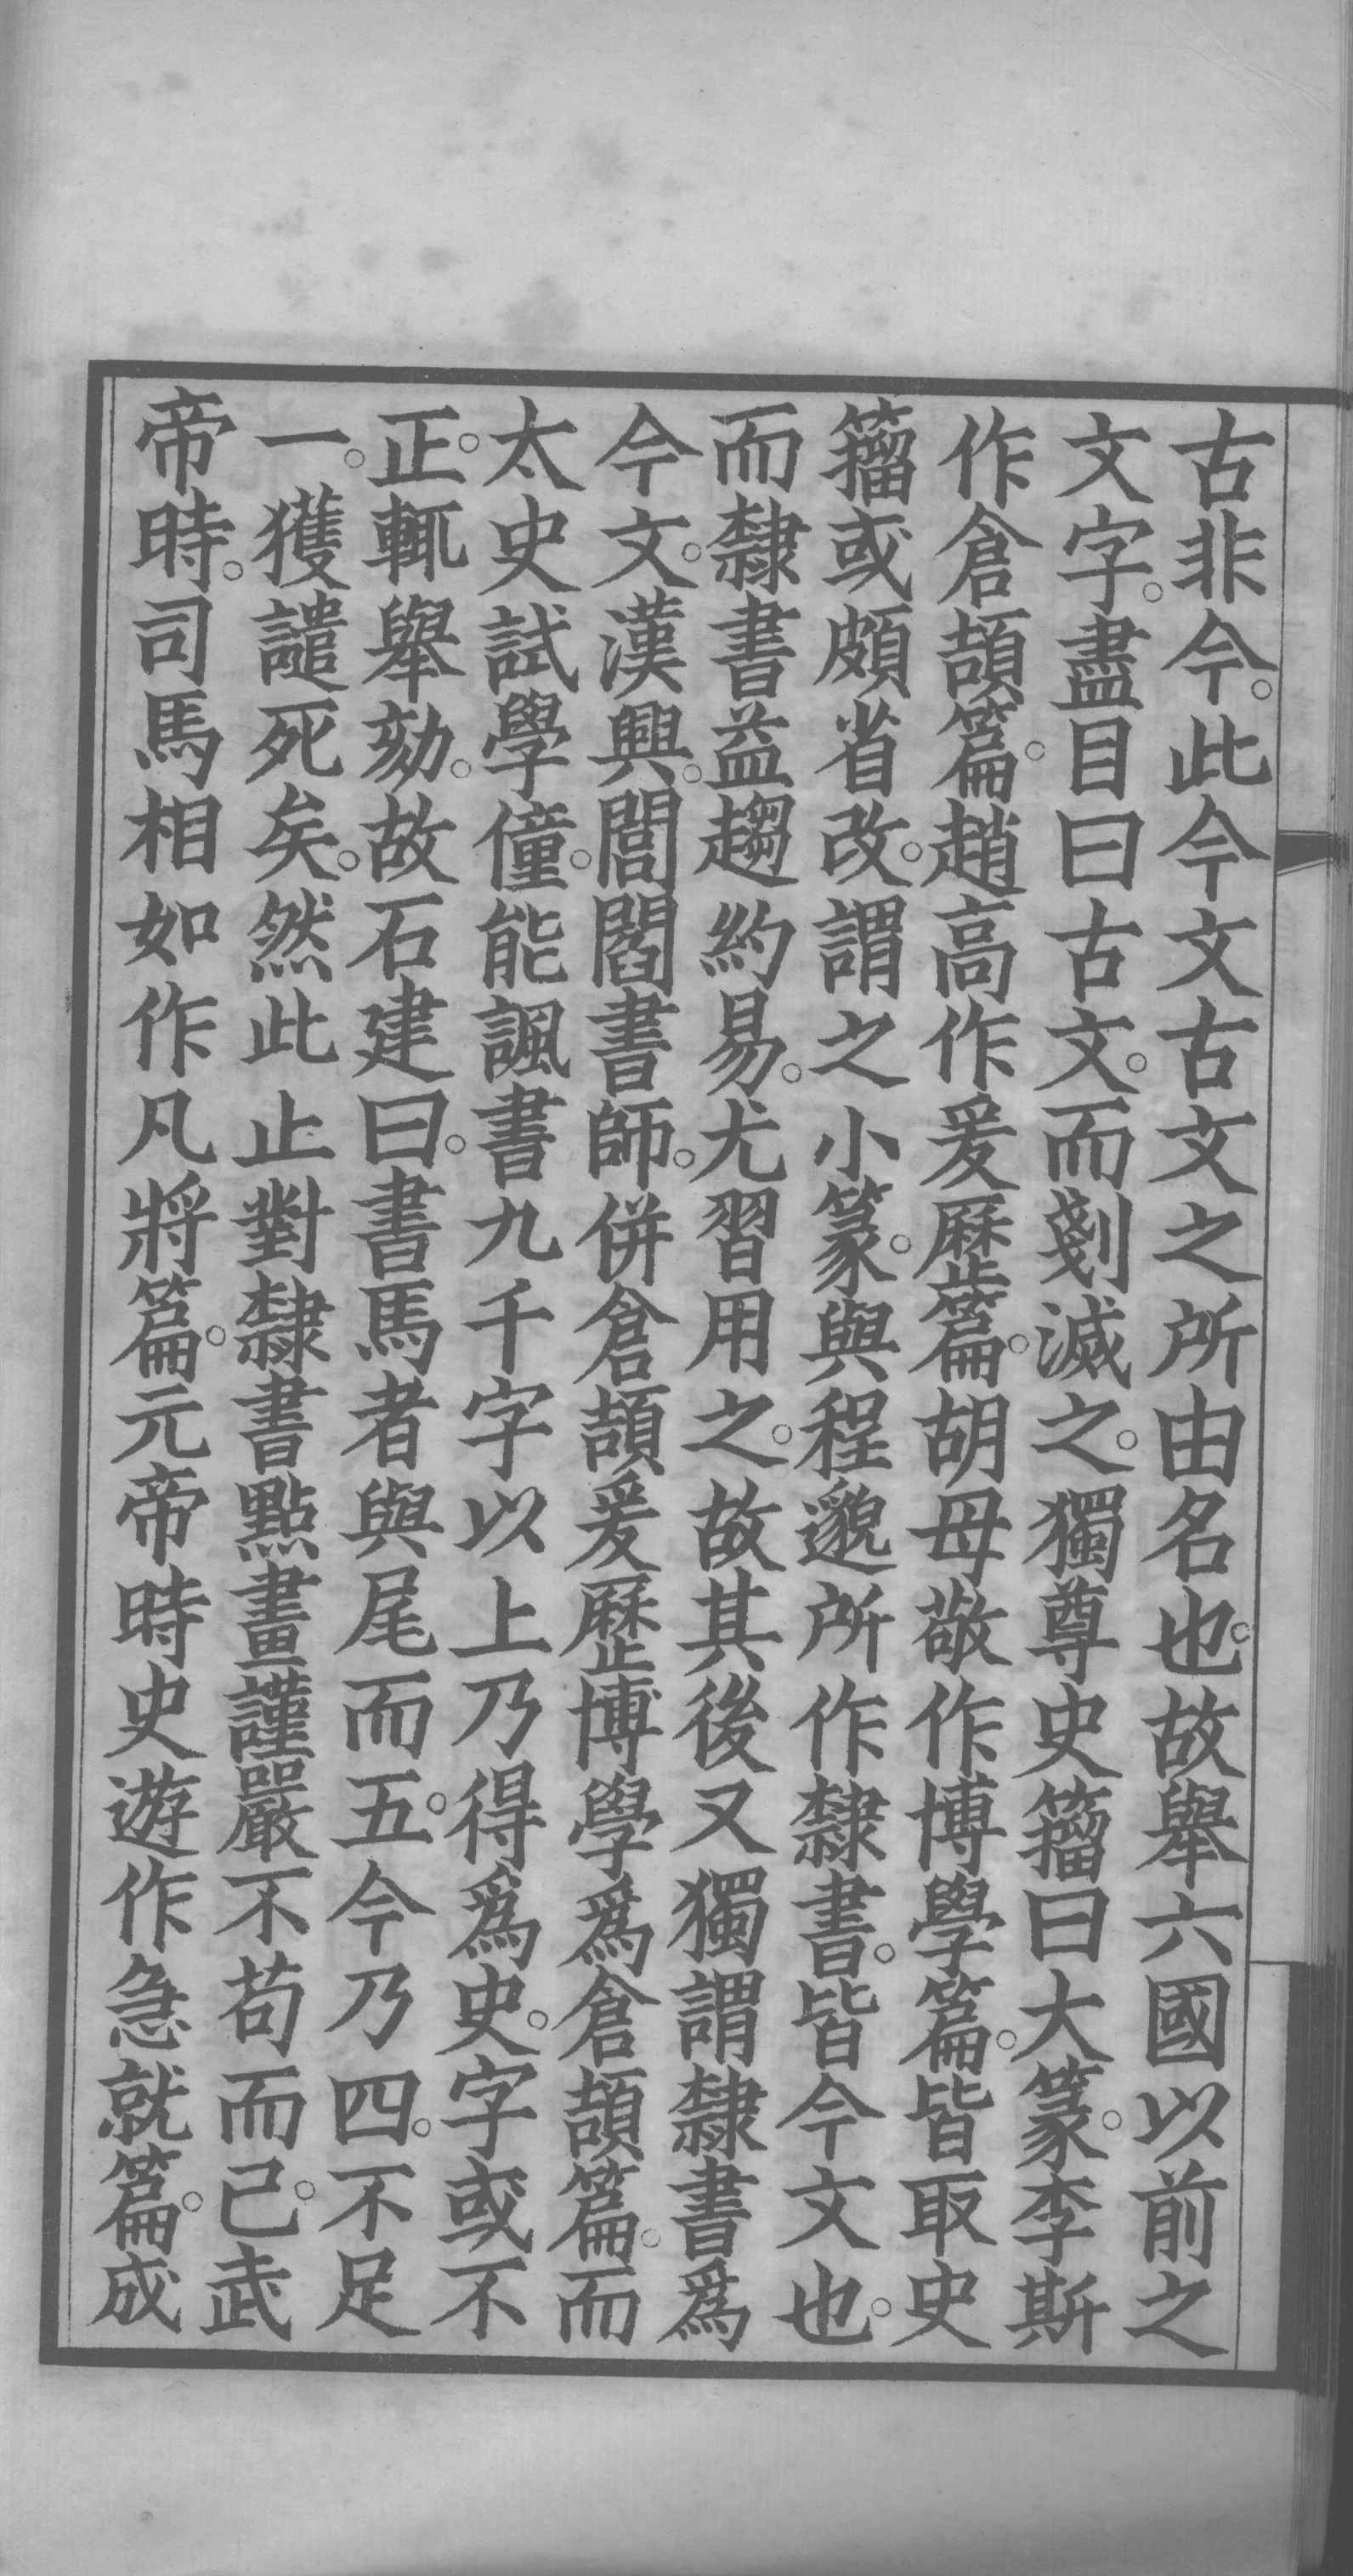 古非今。此今文古文之所由名也。故舉六國以前之
文字。盡目曰古文。而剗滅之。獨尊史籀曰大篆。李斯
作倉頡篇。趙高作爰歷篇。胡母敬作博學篇。皆取史
籀或頗省改。謂之小篆。與程邈所作隸書。皆今文也。
而隸書益趨約易。尤習用之。故其後又獨謂隸書爲
今文。漢興。閭閻書師。併倉頡爰歷博學爲倉頡篇。而
太史試學僮。能諷書九千字以上乃得爲史。字或不
正。輒舉劾。故石建曰。書馬者與尾而五。今乃四。不足
一。獲譴死矣。然此止對隸書點畫謹嚴不苟而已。武
帝時。司馬相如作凡將篇。元帝時史遊作急就篇。成